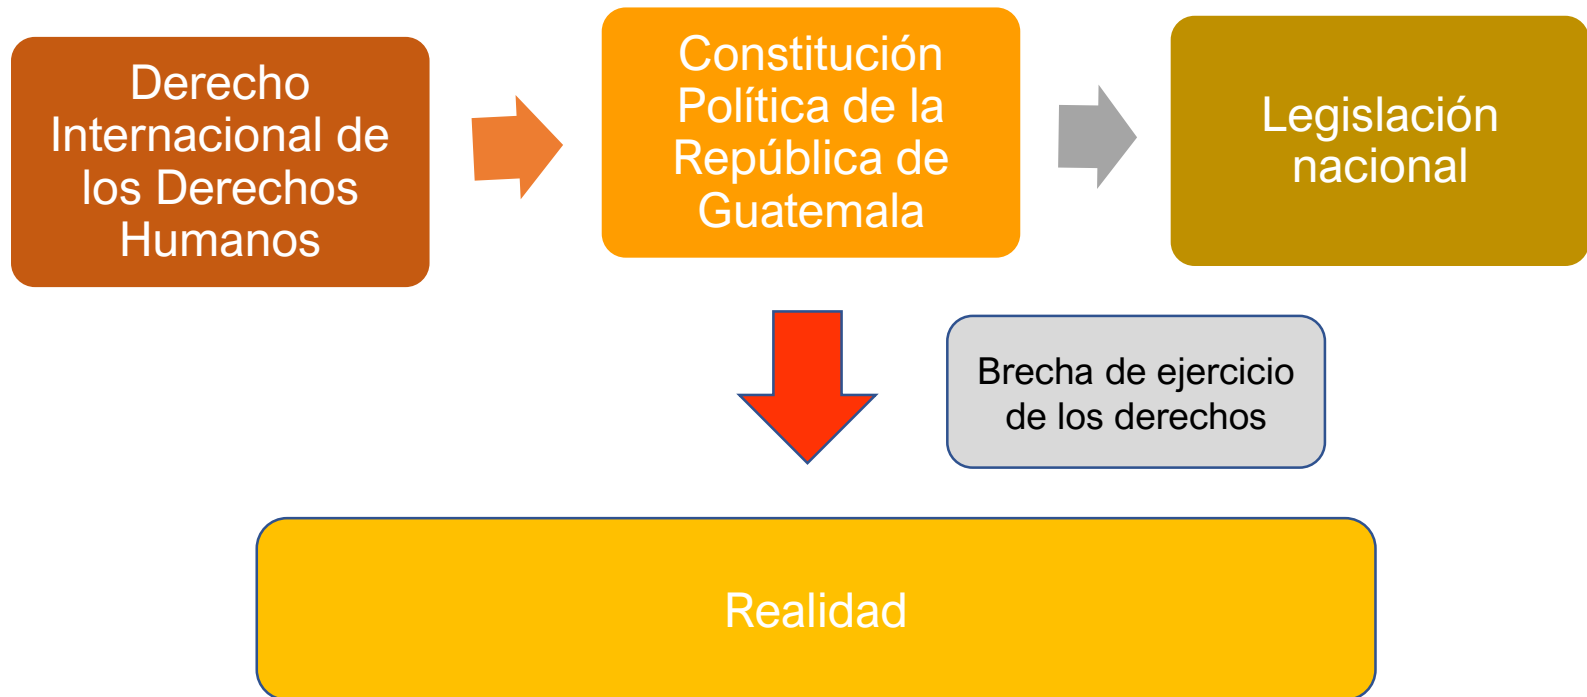 Derecho
Internacional de
los Derechos
Humanos
Constitución
Política de la
República de
Guatemala
Legislación
nacional
Brecha de ejercicio
de los derechos
Realidad